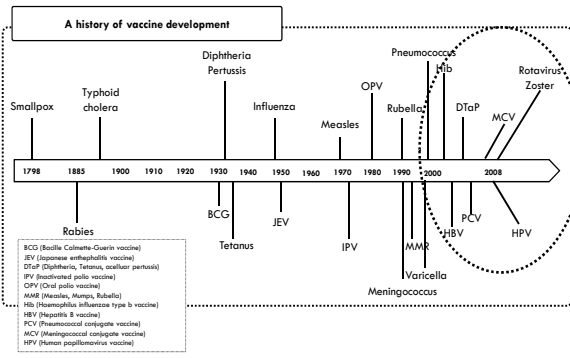 A history of vaccine development
Pneumococcus
Diphtheria
Pertussis
Hib
Rotavirus
Zoster
Typhoid
cholera
OPV
Smallpox
Influenza
Rubella
DTaP
MCV
Measles
1798 1885 1900 1910 1920 1930 1940 1950 1960 1970 1980 1990 2000 2008
BCG
JEV
PCV
Rabies
Tetanus
IPV
MMR
HBV
HPV
Varicella
Meningococcus
BCG (Bacille Calmette-Guerin vaccine)
JEV (Japanese enthephalitis vaccine)
DTaP (Diphtheria, Tetanus, acelluar pertussis)
IPV (Inactivated polio vaccine)
OPV (Oral polio vaccine)
MMR (Measles, Mumps, Rubella)
Hib (Haemophilus influenzae type b vaccine)
HBV (Hepatitis B vaccine)
PCV (Pneumococcal conjugate vaccine)
MCV (Meningococcal conjugate vaccine)
HPV (Human papillomavirus vaccine)